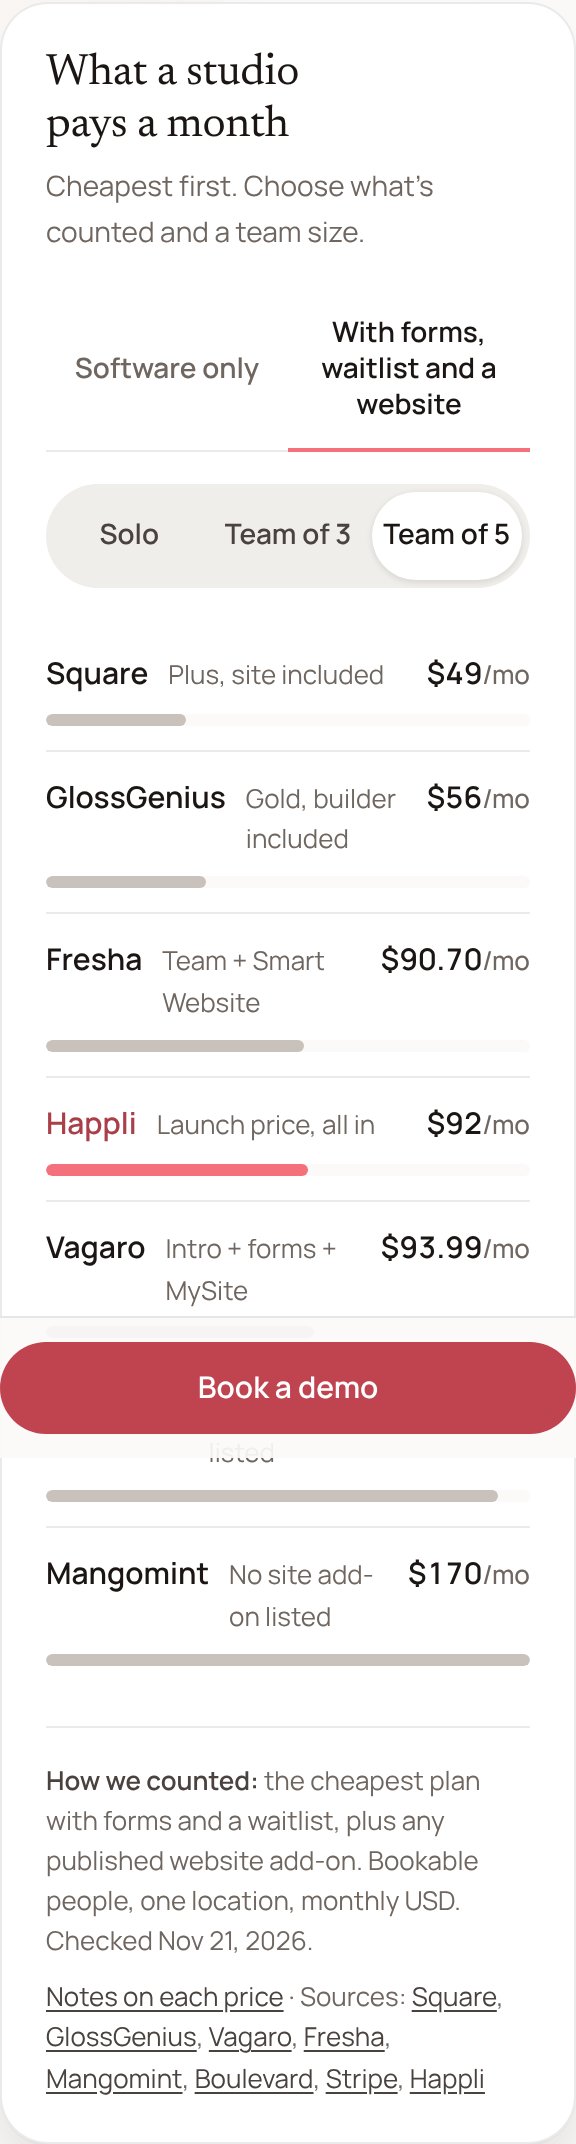 What a studio
pays a month
Cheapest first. Choose what's
counted and a team size.
Software only
With forms,
waitlist and a
website
Solo
Team of 3
Team of 5
Square Plus, site included $49/mo
GlossGenius Gold, builder $56/mo
included
Fresha Team + Smart $90.70/mo
Website
Happli Launch price, all in $92/mo
Vagaro Intro + forms + $93.99/mo
MySite
Book a demo
listed
Mangomint No site add- $170/mo
on listed
How we counted: the cheapest plan
with forms and a waitlist, plus any
published website add-on. Bookable
people, one location, monthly USD.
Checked Nov 21, 2026.
Notes on each price · Sources: Square,
GlossGenius, Vagaro, Fresha,
Mangomint, Boulevard, Stripe, Happli